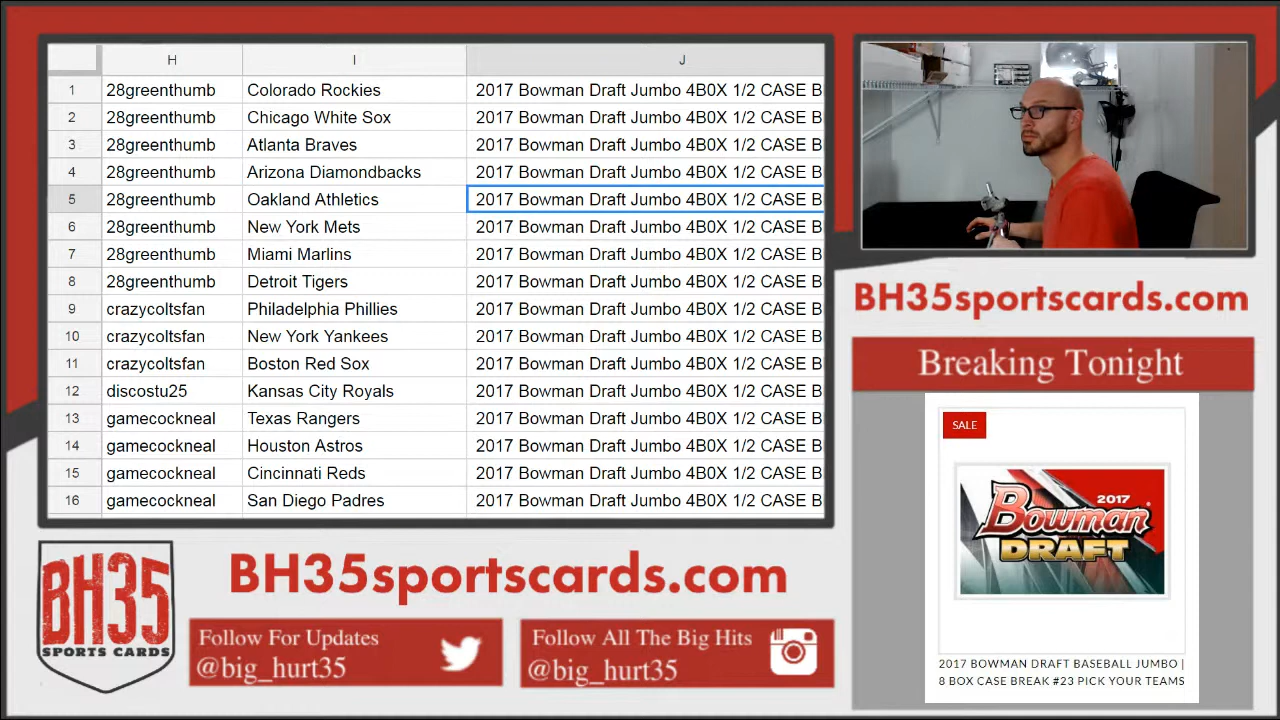 H I J
1 28greenthumb Colorado Rockies 2017 Bowman Draft Jumbo 4B0X 1/2 CASE B
2 28greenthumb Chicago White Sox 2017 Bowman Draft Jumbo 4B0X 1/2 CASE B
3 28greenthumb Atlanta Braves 2017 Bowman Draft Jumbo 4B0X 1/2 CASE B
4 28greenthumb Arizona Diamondbacks 2017 Bowman Draft Jumbo 4B0X 1/2 CASE B
5 28greenthumb Oakland Athletics 2017 Bowman Draft Jumbo 4B0X 1/2 CASE B
6 28greenthumb New York Mets 2017 Bowman Draft Jumbo 4B0X 1/2 CASE B
7 28greenthumb Miami Marlins 2017 Bowman Draft Jumbo 4B0X 1/2 CASE B
8 28greenthumb Detroit Tigers 2017 Bowman Draft Jumbo 4B0X 1/2 CASE B
9 crazycoltsfan Philadelphia Phillies 2017 Bowman Draft Jumbo 4B0X 1/2 CASE B
10 crazycoltsfan New York Yankees 2017 Bowman Draft Jumbo 4B0X 1/2 CASE B
11 crazycoltsfan Boston Red Sox 2017 Bowman Draft Jumbo 4B0X 1/2 CASE B
12 discostu25 Kansas City Royals 2017 Bowman Draft Jumbo 4B0X 1/2 CASE B
13 gamecockneal Texas Rangers 2017 Bowman Draft Jumbo 4B0X 1/2 CASE B
14 gamecockneal Houston Astros 2017 Bowman Draft Jumbo 4B0X 1/2 CASE B
15 gamecockneal Cincinnati Reds 2017 Bowman Draft Jumbo 4B0X 1/2 CASE B
16 gamecockneal San Diego Padres 2017 Bowman Draft Jumbo 4B0X 1/2 CASE B
BH35sportscards.com
Breaking Tonight
SALE
2017
Bowman
DRAFT
2017 BOWMAN DRAFT BASEBALL JUMBO |
8 BOX CASE BREAK #23 PICK YOUR TEAMS
BH35
SPORTS CARDS
BH35sportscards.com
Follow For Updates
@big_hurt35
Follow All The Big Hits
@big_hurt35